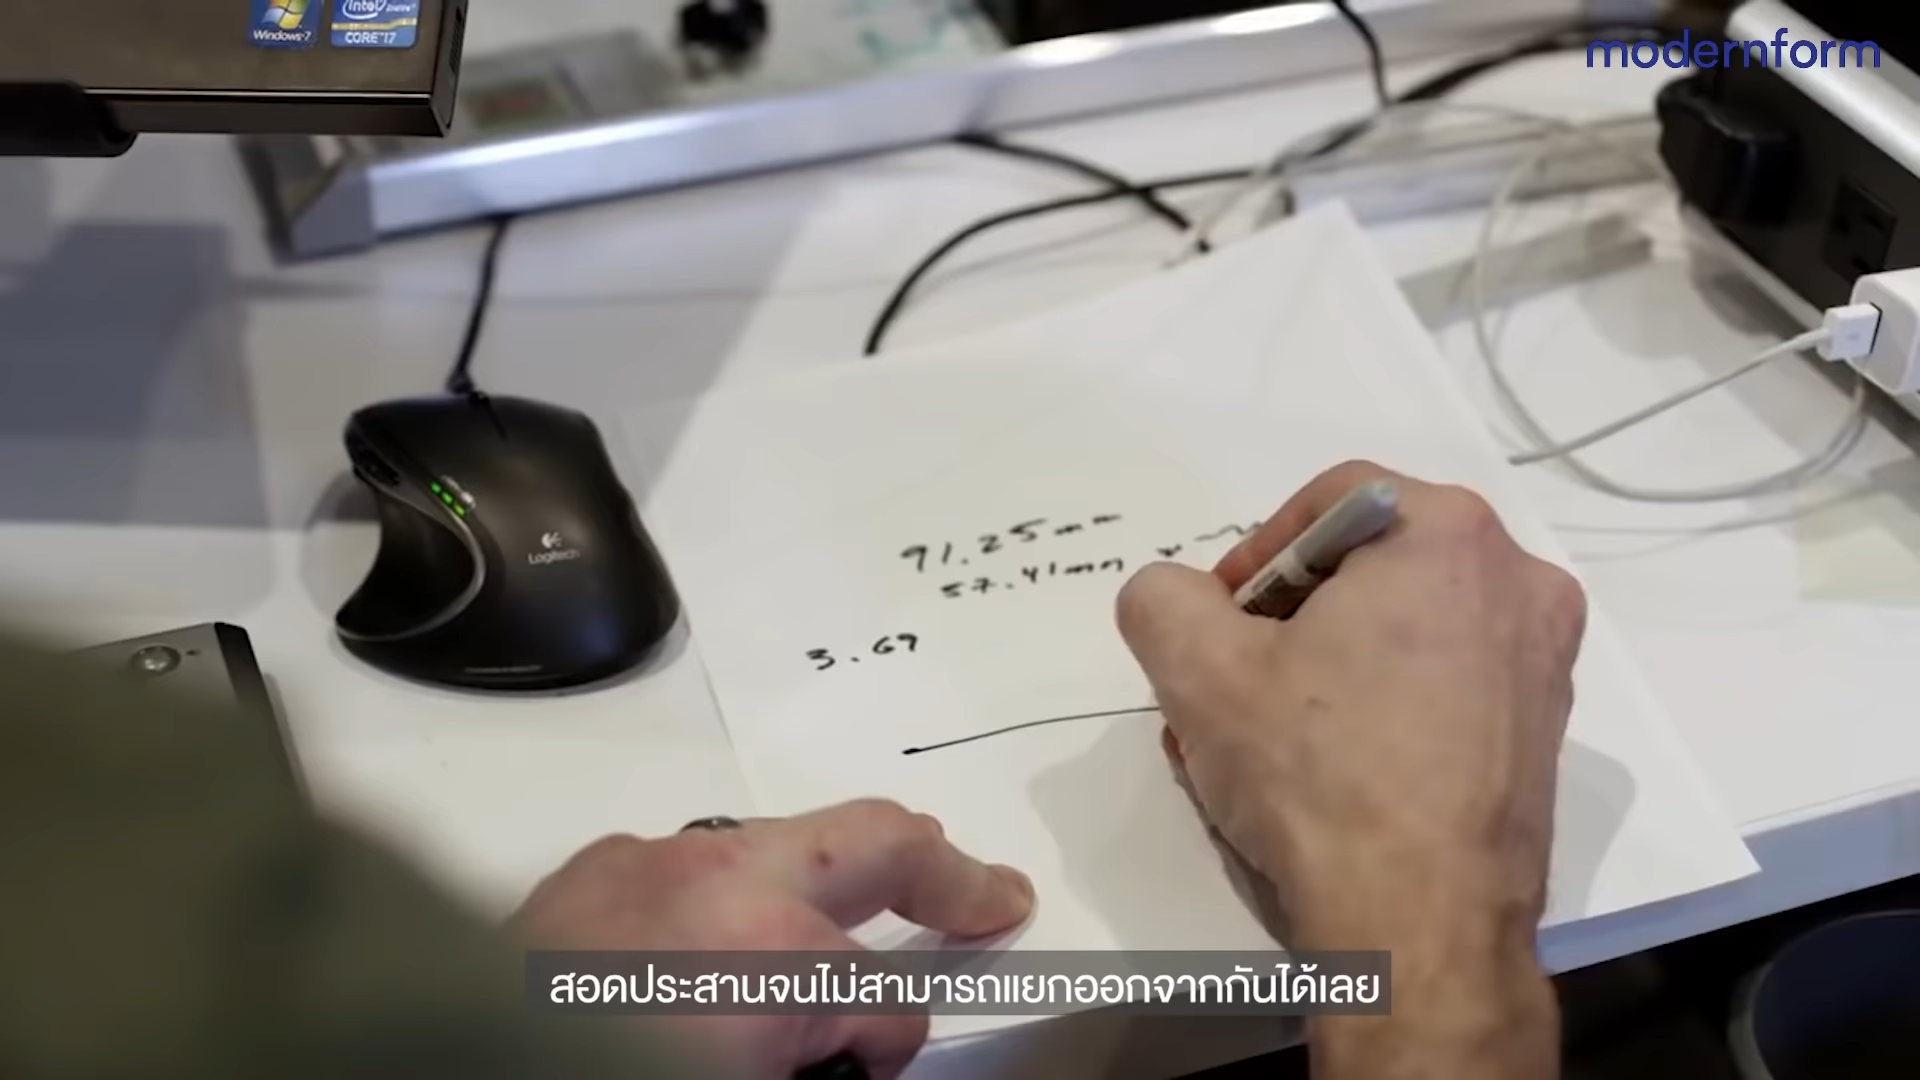 Windows 7
intel
CORE i7
modernform
Logitech
91.25mm
57.41mm
3.69
สอดประสานจนไม่สามารถแยกออกจากกันได้เลย